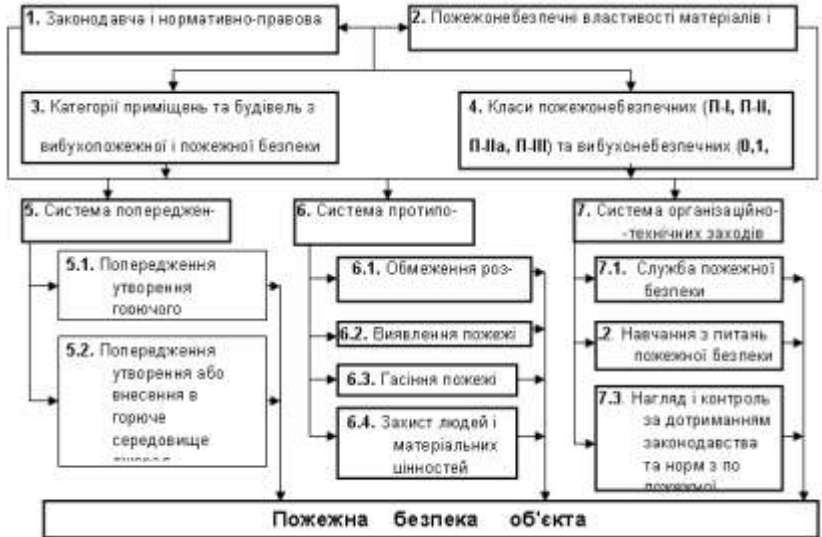 1. Законодавча і нормативно-правова
2. Пожежонебезпечні властивості матеріалів і
3. Категорії приміщень та будівель з
вибухопожежної і пожежної безпеки
4. Класи пожежонебезпечних (П-I, П-II,
П-IIа, П-III) та вибухонебезпечних (0,1,
5. Система попереджен-
5.1. Попередження
утворення
горючого
5.2. Попередження
утворення або
внесення в
горюче
середовище
6. Система протипо-
6.1. Обмеження роз-
6.2. Виявлення пожежі
6.3. Гасіння пожежі
6.4. Захист людей і
матеріальних
цінностей
7. Система організаційно-
-технічних заходів
7.1. Служба пожежної
безпеки
.2. Навчання з питань
пожежної безпеки
7.3. Нагляд і контроль
за дотриманням
законодавства
та норм з по
пожежної
Пожежна безпека об'єкта